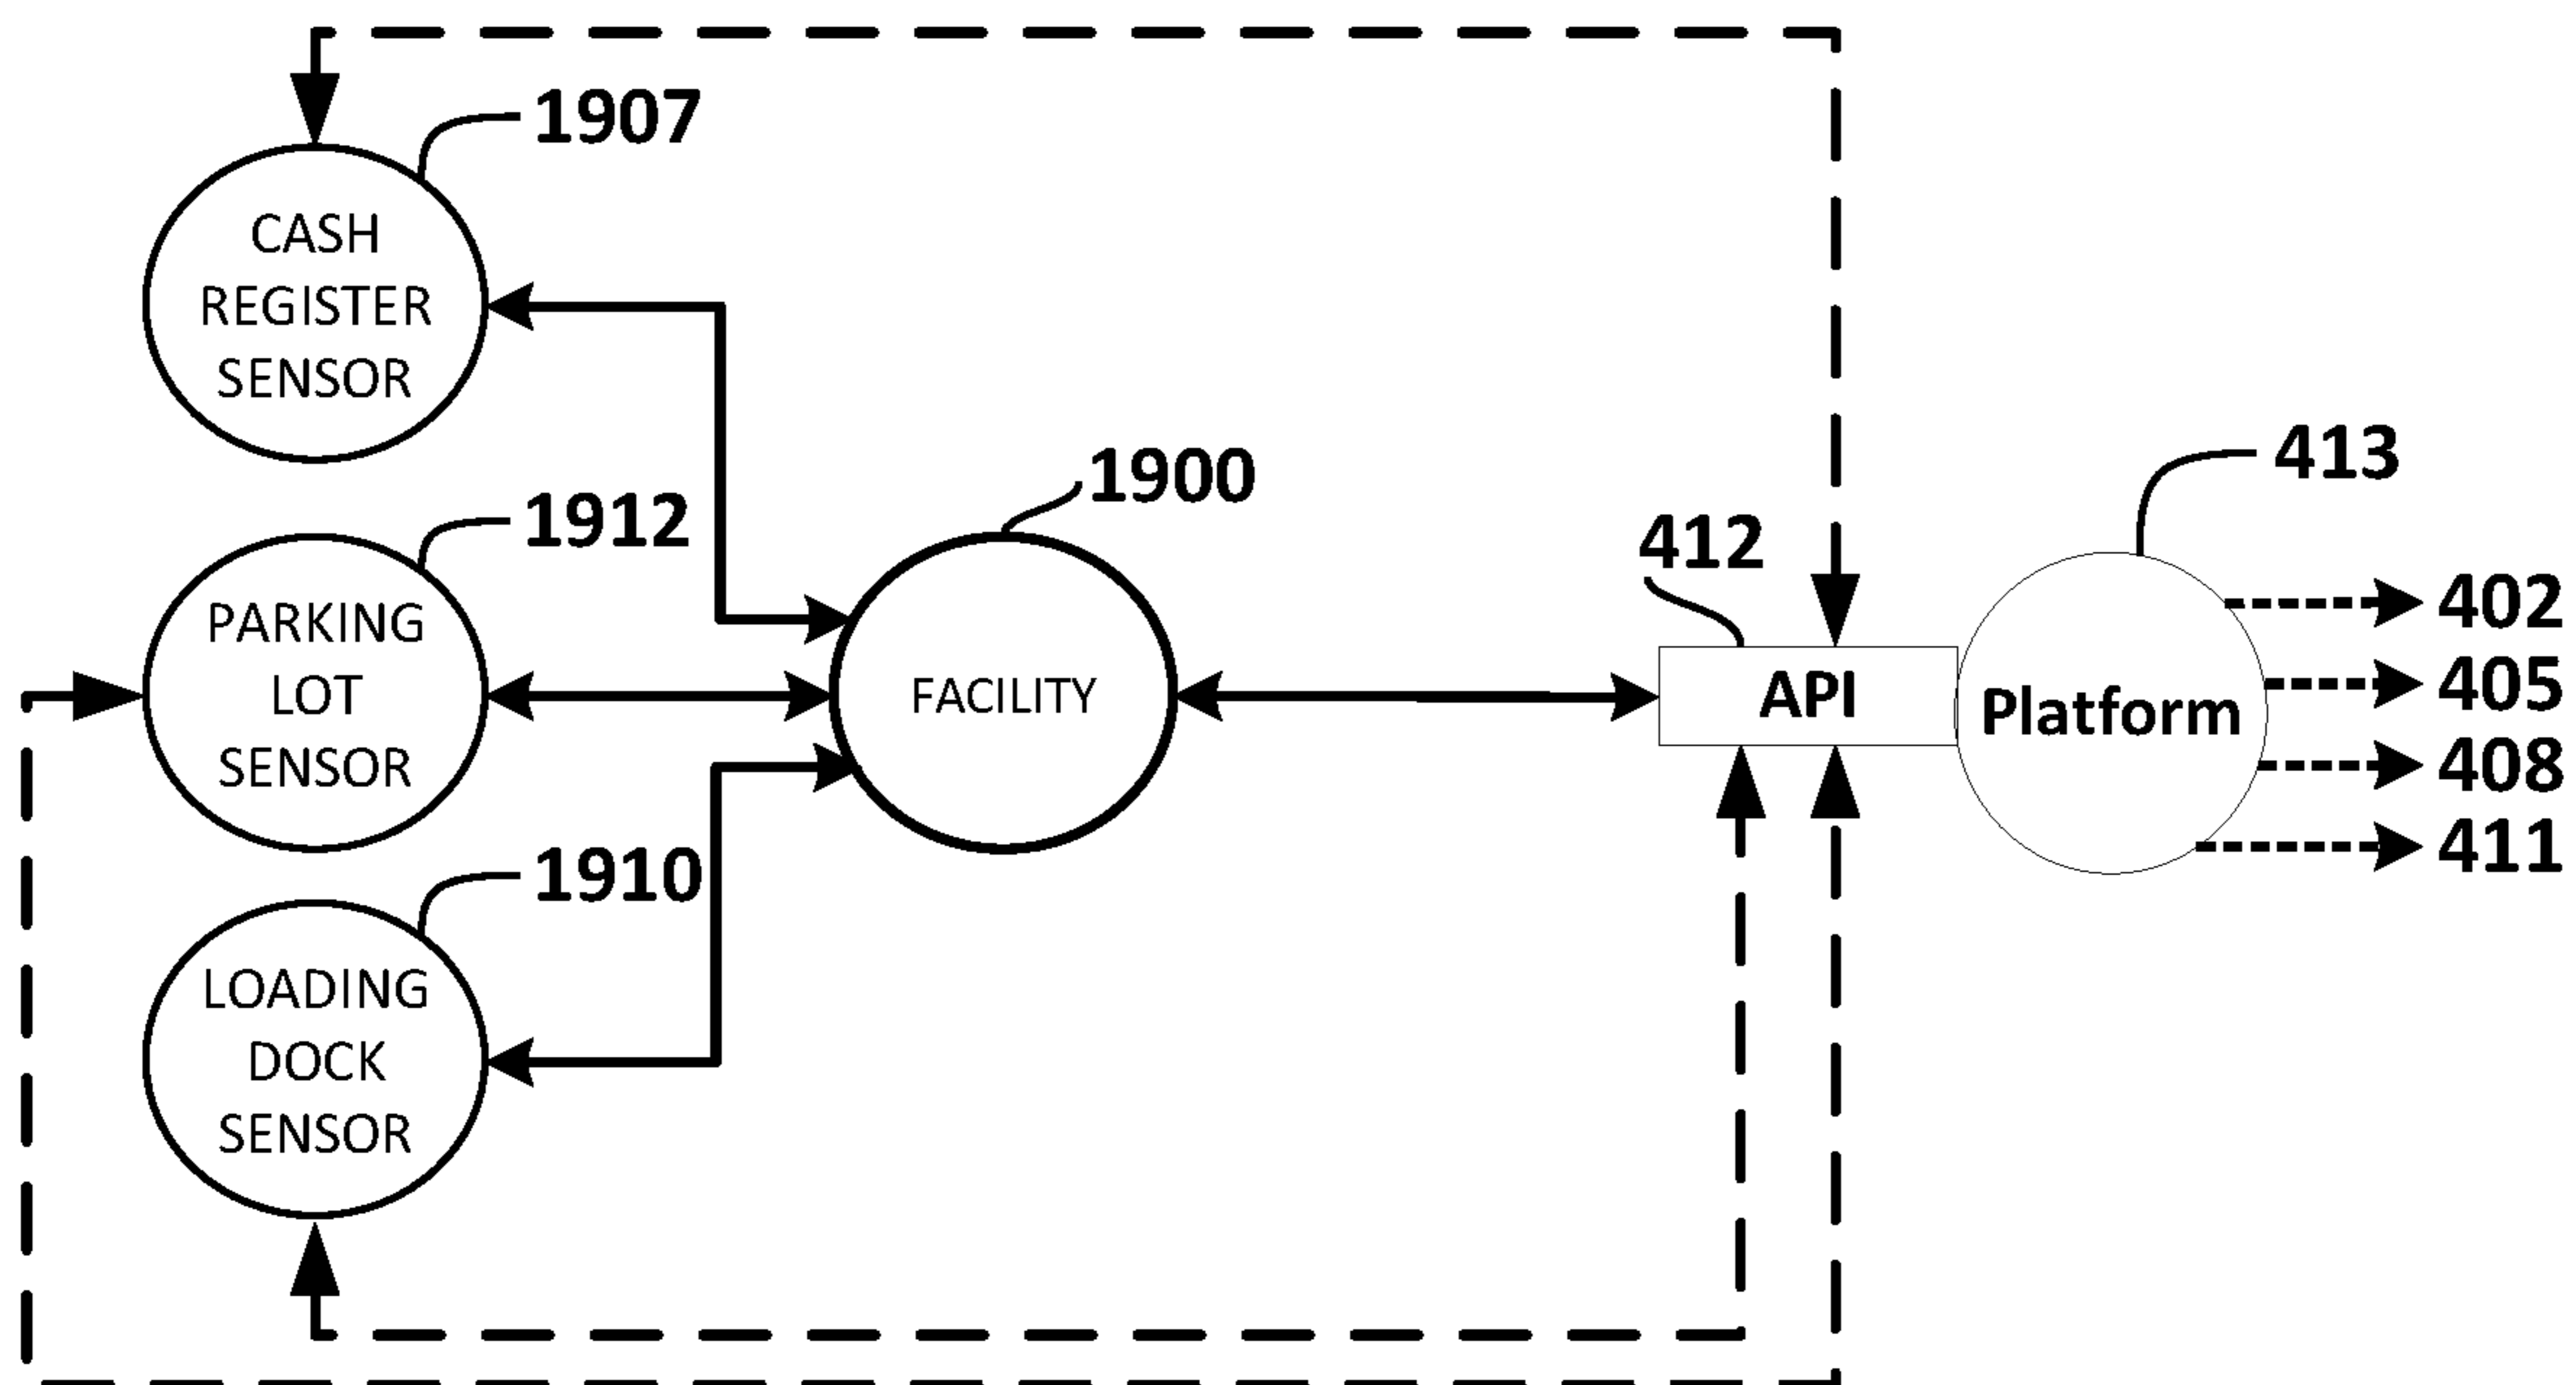 1907
CASH
REGISTER
SENSOR
1912
PARKING
LOT
SENSOR
1910
LOADING
DOCK
SENSOR
1900
FACILITY
412
API
413
Platform
402
405
408
411